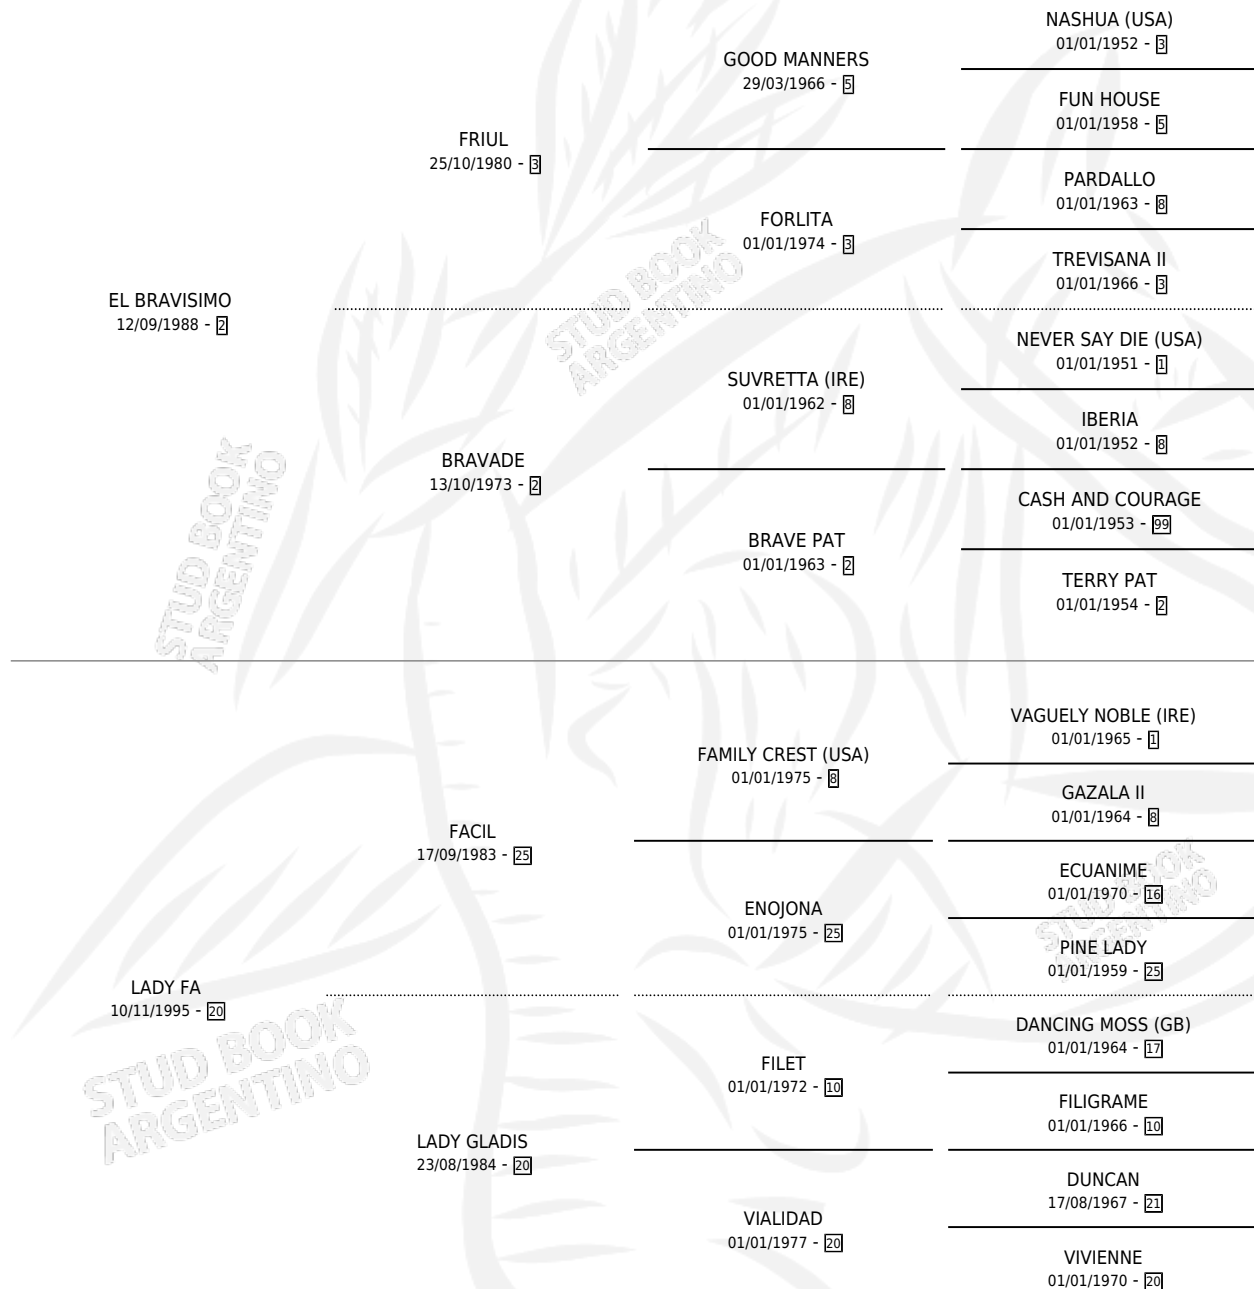 NASHUA (USA)
01/01/1952 - 3
GOOD MANNERS
29/03/1966 - 5
FUN HOUSE
01/01/1958 - 5
FRIUL
25/10/1980 - 3
PARDALLO
01/01/1963 - 8
FORLITA
01/01/1974 - 3
TREVISANA II
01/01/1966 - 3
EL BRAVISIMO
12/09/1988 - 2
NEVER SAY DIE (USA)
01/01/1951 - 1
SUVRETTA (IRE)
01/01/1962 - 8
IBERIA
01/01/1952 - 8
BRAVADE
13/10/1973 - 2
CASH AND COURAGE
01/01/1953 - 99
BRAVE PAT
01/01/1963 - 2
TERRY PAT
01/01/1954 - 2
VAGUELY NOBLE (IRE)
01/01/1965 - 1
FAMILY CREST (USA)
01/01/1975 - 8
GAZALA II
01/01/1964 - 8
FACIL
17/09/1983 - 25
ECUANIME
01/01/1970 - 16
ENOJONA
01/01/1975 - 25
PINE LADY
01/01/1959 - 25
LADY FA
10/11/1995 - 20
DANCING MOSS (GB)
01/01/1964 - 17
FILET
01/01/1972 - 10
FILIGRAME
01/01/1966 - 10
LADY GLADIS
23/08/1984 - 20
DUNCAN
17/08/1967 - 21
VIALIDAD
01/01/1977 - 20
VIVIENNE
01/01/1970 - 20
STUD BOOK
ARGENTINO
STUD BOOK
ARGENTINO
STUD BOOK
ARGENTINO
STUD BOOK
ARGENTINO